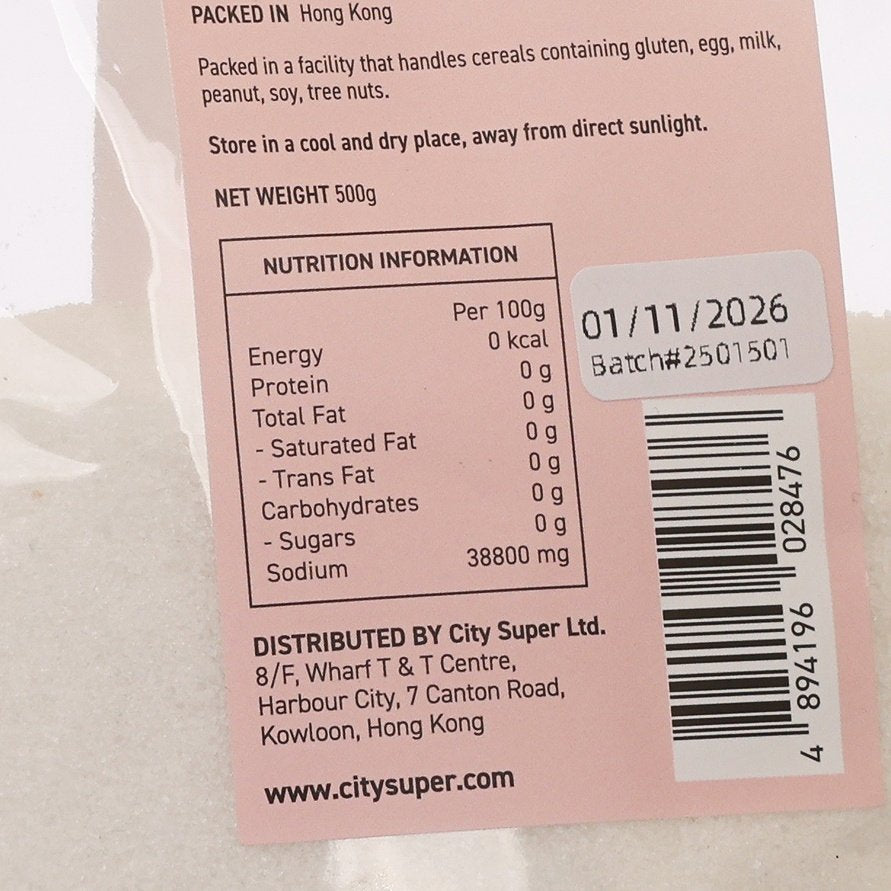 PACKED IN Hong Kong
Packed in a facility that handles cereals containing gluten, egg, milk,
peanut, soy, tree nuts.
Store in a cool and dry place, away from direct sunlight.
NET WEIGHT 500g
NUTRITION INFORMATION
Per 100g
Energy 0 kcal
Protein 0 g
Total Fat 0 g
- Saturated Fat 0 g
- Trans Fat 0 g
Carbohydrates 0 g
- Sugars 0 g
Sodium 38800 mg
01/11/2026
Batch#2501501
4 894196 028476
DISTRIBUTED BY City Super Ltd.
8/F, Wharf T & T Centre,
Harbour City, 7 Canton Road,
Kowloon, Hong Kong
www.citysuper.com